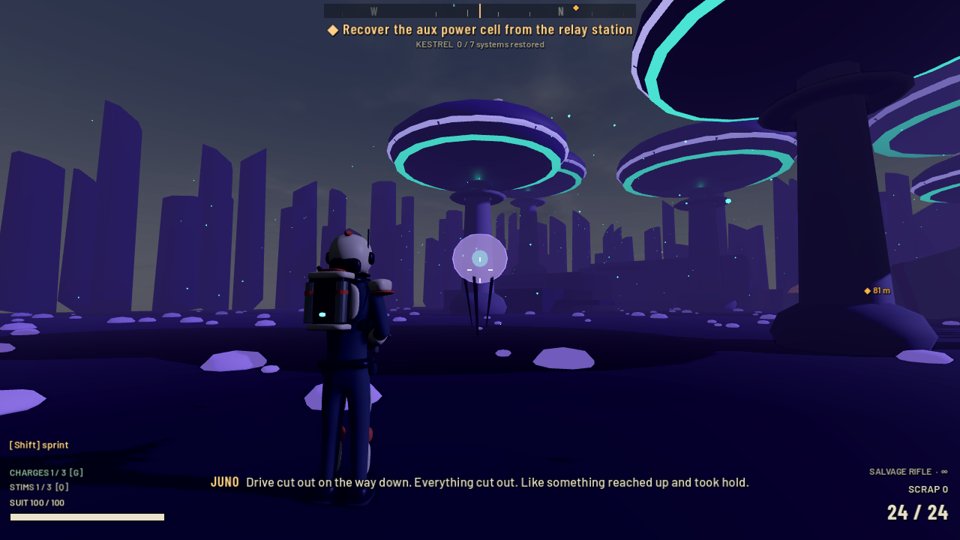 W N
◆ Recover the aux power cell from the relay station
KESTREL 0 / 7 systems restored
◆ 81 m
[Shift] sprint
CHARGES 1 / 3 [G]
STIMS 1 / 3 [Q]
SUIT 100 / 100
JUNO Drive cut out on the way down. Everything cut out. Like something reached up and took hold.
SALVAGE RIFLE · ∞
SCRAP 0
24 / 24